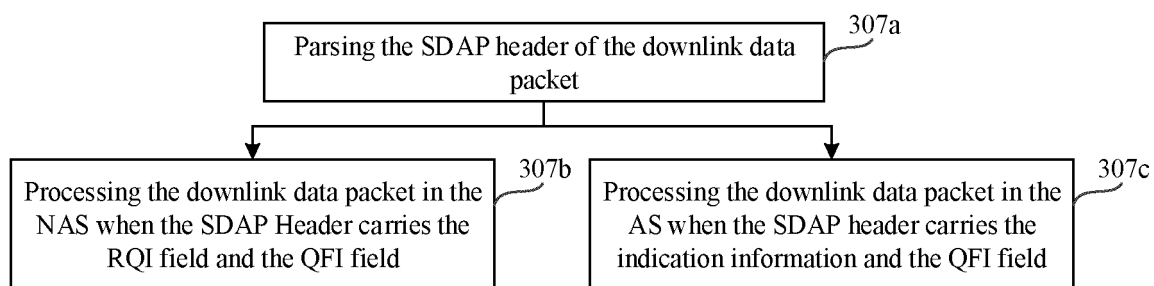 307a
Parsing the SDAP header of the downlink data
packet
307b
Processing the downlink data packet in the
NAS when the SDAP Header carries the
RQI field and the QFI field
307c
Processing the downlink data packet in the
AS when the SDAP header carries the
indication information and the QFI field